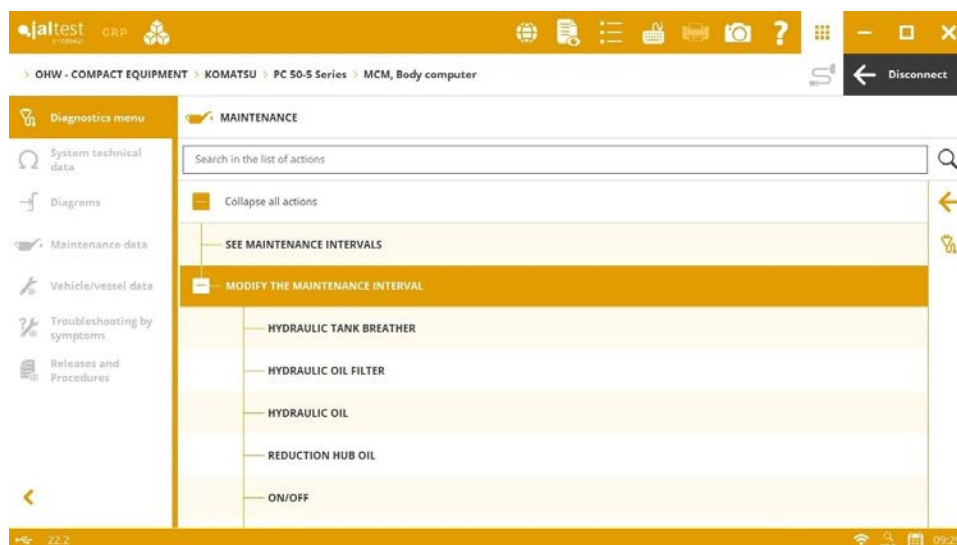 jaltest GRP
?
OHW - COMPACT EQUIPMENT > KOMATSU > PC 50-5 Series > MCM, Body computer
Disconnect
Diagnostics menu
MAINTENANCE
System technical
data
Search in the list of actions
Diagrams
Collapse all actions
Maintenance data
SEE MAINTENANCE INTERVALS
Vehicle/vessel data
MODIFY THE MAINTENANCE INTERVAL
Troubleshooting by
symptoms
HYDRAULIC TANK BREATHER
Releases and
Procedures
HYDRAULIC OIL FILTER
HYDRAULIC OIL
REDUCTION HUB OIL
ON/OFF
22.2